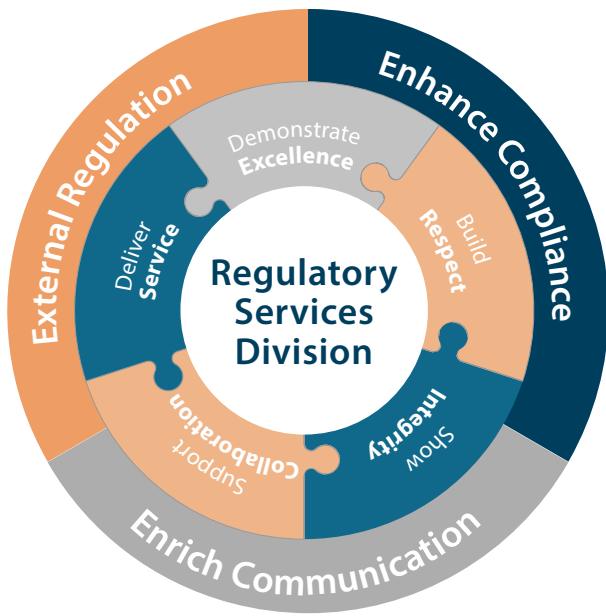 External Regulation
Enhance Compliance
Enrich Communication
Demonstrate
Excellence
Build
Respect
Show
Integrity
Support
Collaboration
Deliver
Service
Regulatory
Services
Division